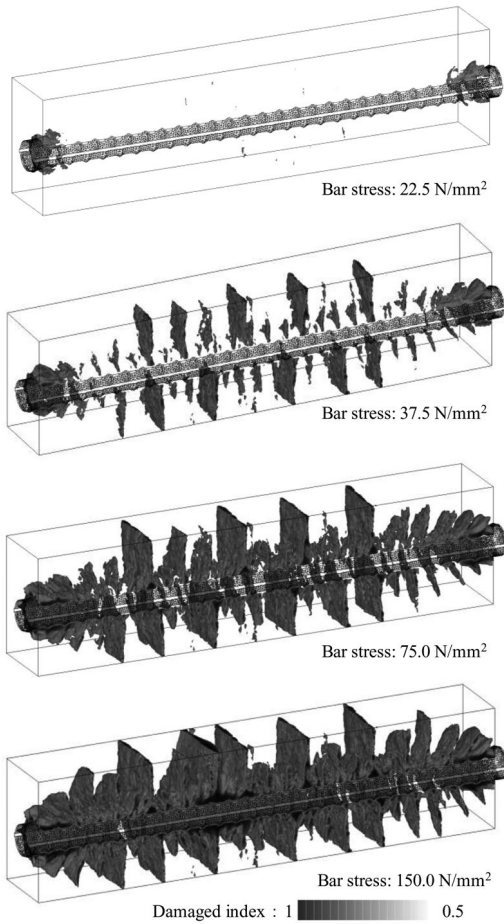 Bar stress: 22.5 N/mm²
Bar stress: 37.5 N/mm²
Bar stress: 75.0 N/mm²
Bar stress: 150.0 N/mm²
Damaged index : 1 0.5